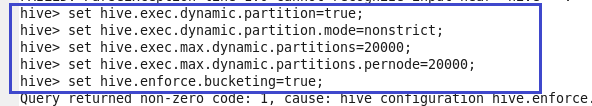 hive> set hive.exec.dynamic.partition=true;
hive> set hive.exec.dynamic.partition.mode=nonstrict;
hive> set hive.exec.max.dynamic.partitions=20000;
hive> set hive.exec.max.dynamic.partitions.pernode=20000;
hive> set hive.enforce.bucketing=true;
Query returned non-zero code: 1, cause: hive configuration hive.enforce.